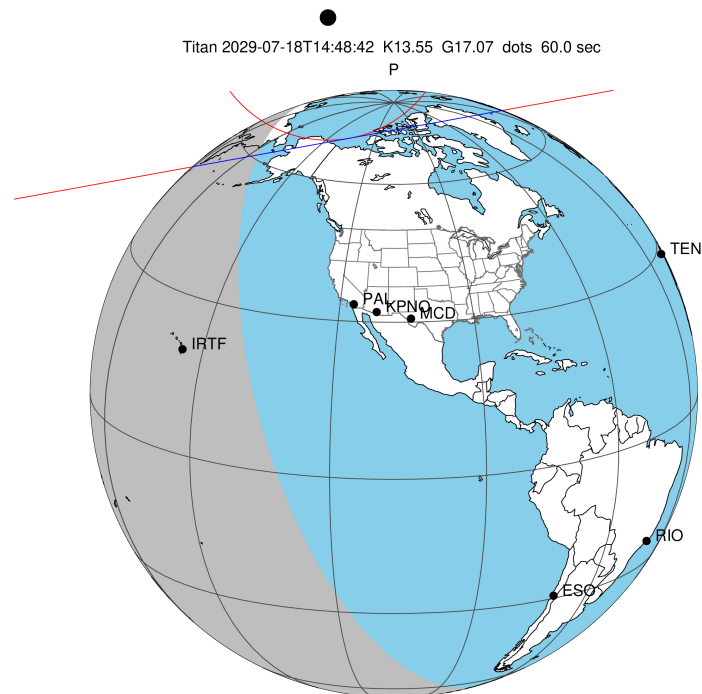 Titan 2029-07-18T14:48:42 K13.55 G17.07 dots 60.0 sec
P
TEN
PAL
KPNO
MCD
IRTF
RIO
ESO